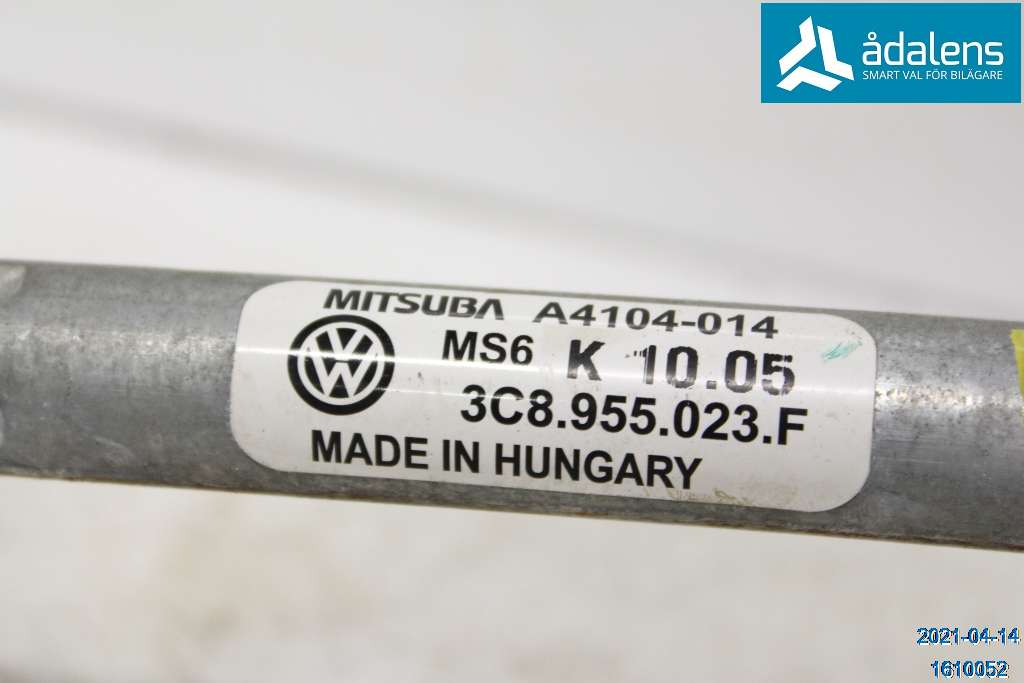 ådalens
SMART VAL FÖR BILÄGARE
MITSUBA A4104-014
MS6 K 10.05
3C8.955.023.F
MADE IN HUNGARY
2021-04-14
1610052